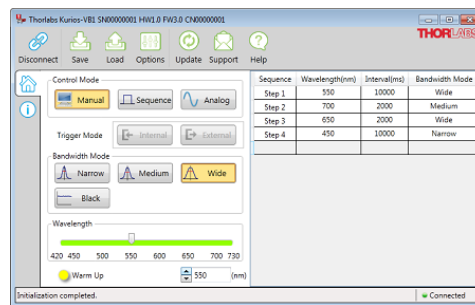 Thorlabs Kurios-VB1 SN00000001 HW1.0 FW3.0 CN00000001
Disconnect Save Load Options Update Support Help
THORLABS
Control Mode
Manual Sequence Analog
Trigger Mode Internal External
Bandwidth Mode
Narrow Medium Wide
Black
Wavelength
420 450 500 550 600 650 700 730
Warm Up 550 (nm)
Sequence Wavelength(nm) Interval(ms) Bandwidth Mode
Step 1 550 10000 Wide
Step 2 700 2000 Medium
Step 3 650 2000 Wide
Step 4 450 10000 Narrow
Initialization completed. Connected